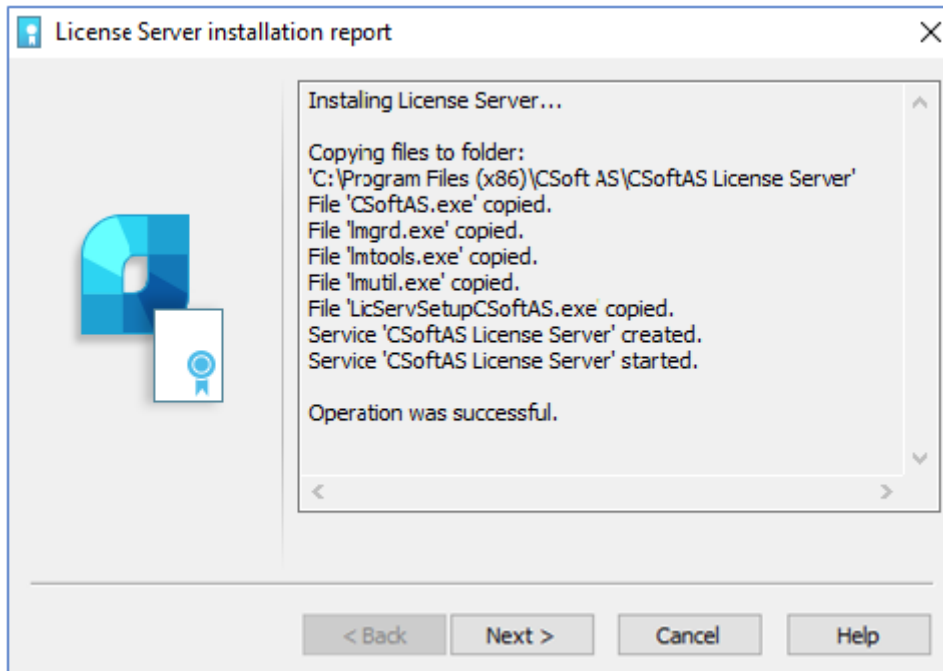 License Server installation report
Instaling License Server...
Copying files to folder:
'C:\Program Files (x86)\CSoft AS\CSoftAS License Server'
File 'CSoftAS.exe' copied.
File 'lmgrd.exe' copied.
File 'lmtools.exe' copied.
File 'lmutil.exe' copied.
File 'LicServSetupCSoftAS.exe' copied.
Service 'CSoftAS License Server' created.
Service 'CSoftAS License Server' started.
Operation was successful.
< Back Next > Cancel Help